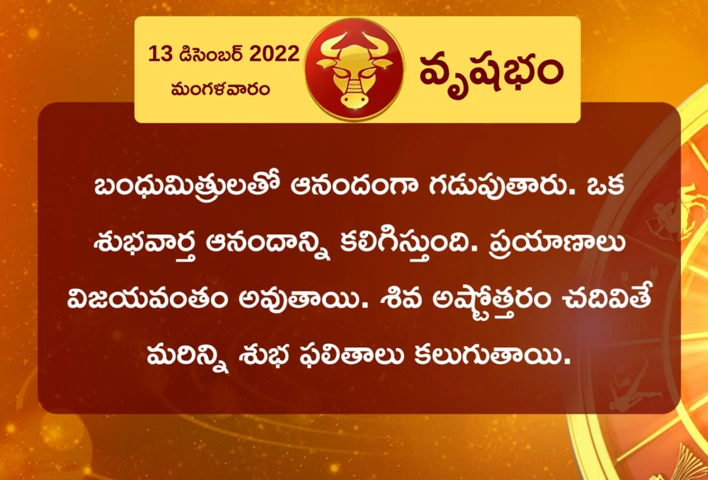 13 డిసెంబర్ 2022
మంగళవారం
వృషభం
బంధుమిత్రులతో ఆనందంగా గడుపుతారు. ఒక
శుభవార్త ఆనందాన్ని కలిగిస్తుంది. ప్రయాణాలు
విజయవంతం అవుతాయి. శివ అష్టోత్తరం చదివితే
మరిన్ని శుభ ఫలితాలు కలుగుతాయి.